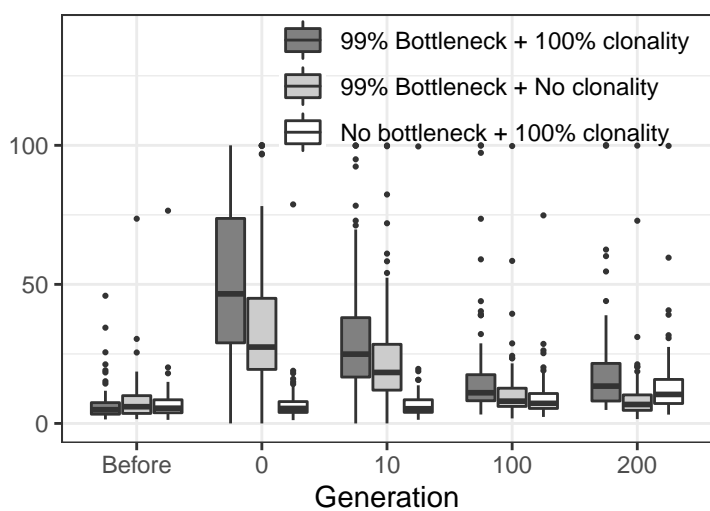 99% Bottleneck + 100% clonality
99% Bottleneck + No clonality
No bottleneck + 100% clonality
100
50
0
Before 0 10 100 200
Generation